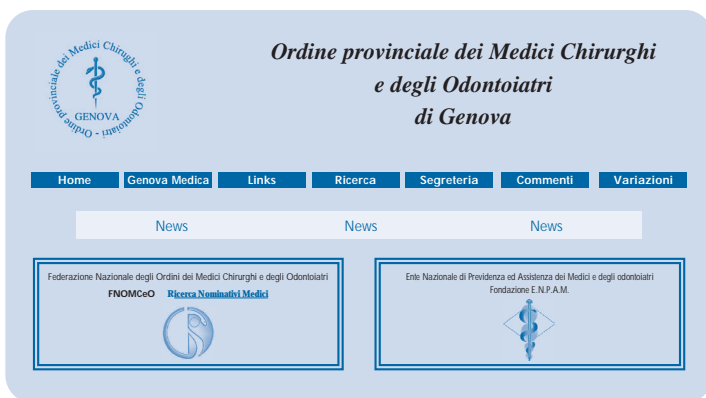 Ordine provinciale dei Medici Chirurghi e degli Odontoiatri -
GENOVA
Ordine provinciale dei Medici Chirurghi
e degli Odontoiatri
di Genova
Home Genova Medica Links Ricerca Segreteria Commenti Variazioni
News News News
Federazione Nazionale degli Ordini dei Medici Chirurghi e degli Odontoiatri
FNOMCeO Ricerca Nominativi Medici
Ente Nazionale di Previdenza ed Assistenza dei Medici e degli odontoiatri
Fondazione E.N.P.A.M.